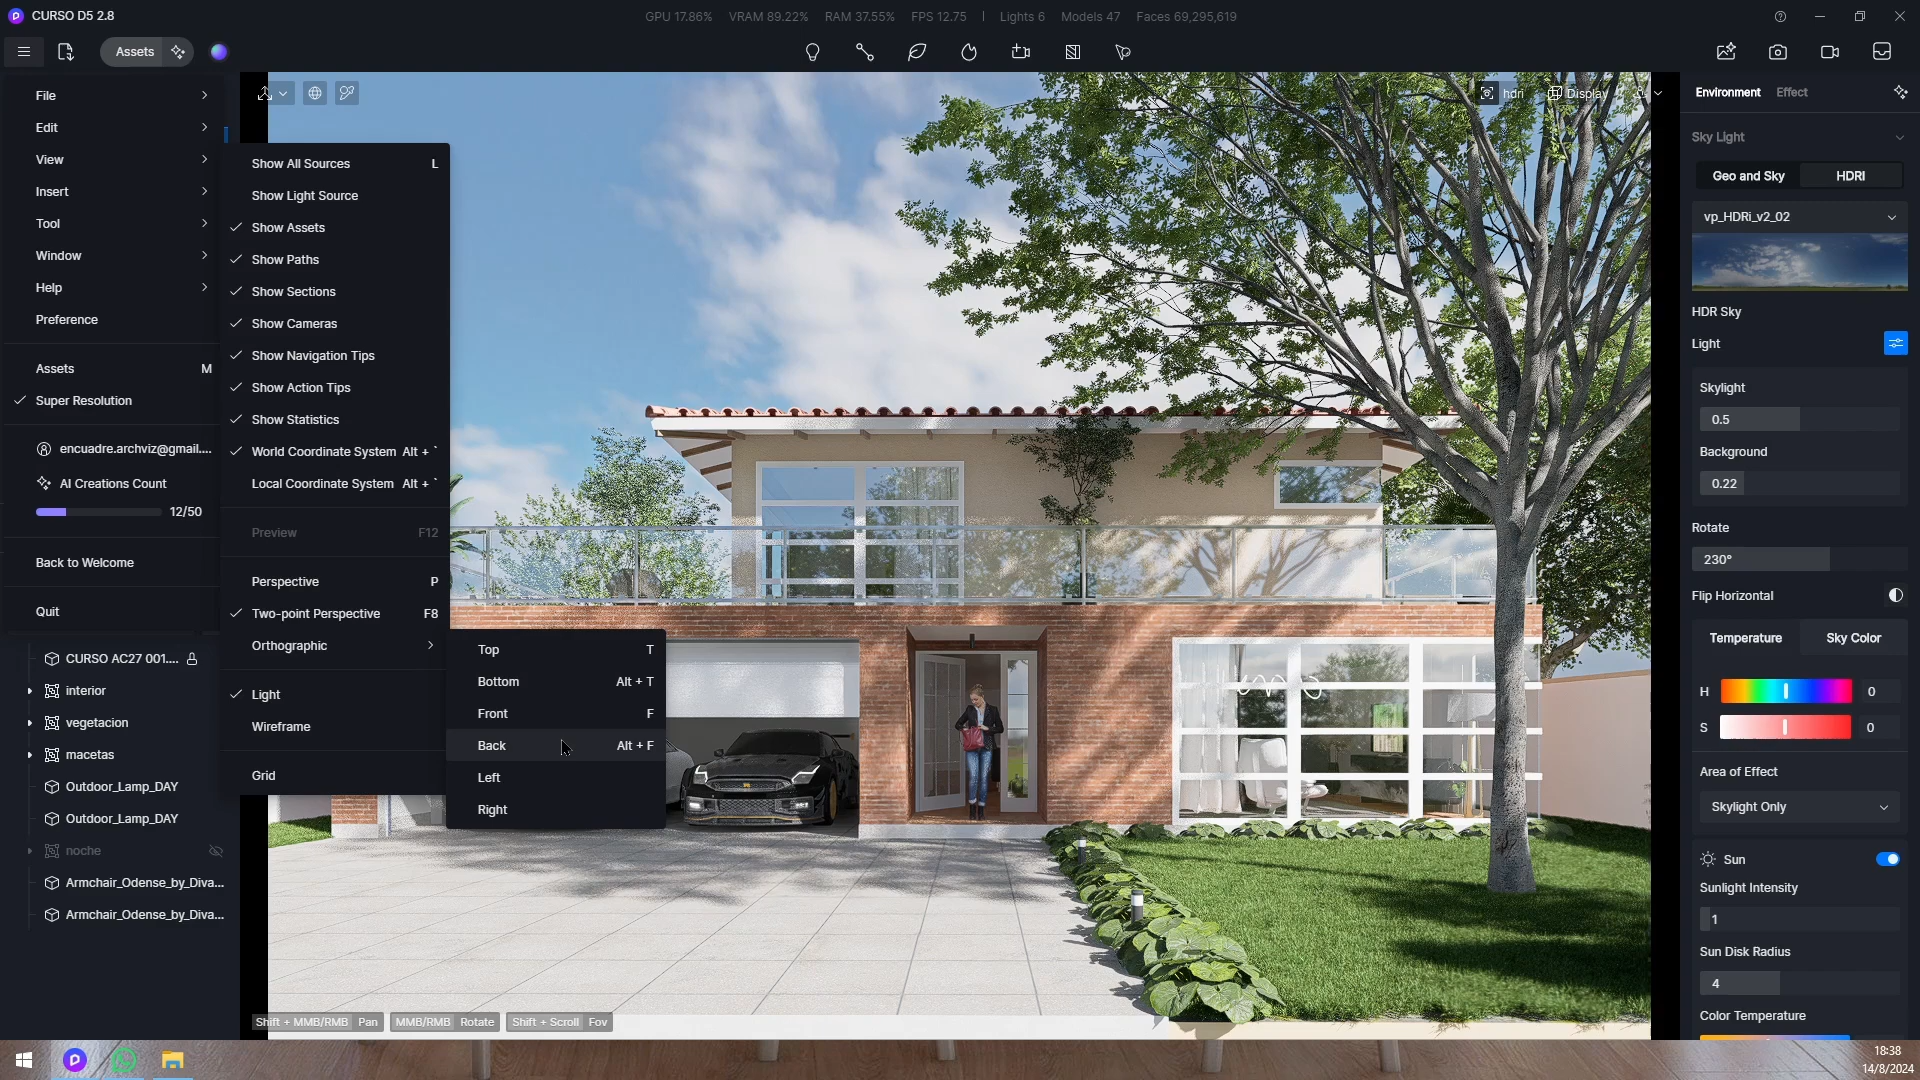 CURSO D5 2.8
GPU 17.86% VRAM 89.22% RAM 37.55% FPS 12.75 | Lights 6 Models 47 Faces 69,295,619
Assets
File
Edit
View
Insert
Tool
Window
Help
Preference
Assets M
Super Resolution
encuadre.archviz@gmail....
AI Creations Count
12/50
Back to Welcome
Quit
CURSO AC27 001....
interior
vegetacion
macetas
Outdoor_Lamp_DAY
Outdoor_Lamp_DAY
noche
Armchair_Odense_by_Diva...
Armchair_Odense_by_Diva...
Show All Sources L
Show Light Source
Show Assets
Show Paths
Show Sections
Show Cameras
Show Navigation Tips
Show Action Tips
Show Statistics
World Coordinate System Alt + `
Local Coordinate System Alt + `
Preview F12
Perspective P
Two-point Perspective F8
Orthographic
Light
Wireframe
Grid
Top T
Bottom Alt + T
Front F
Back Alt + F
Left
Right
hdri Display
Shift + MMB/RMB Pan MMB/RMB Rotate Shift + Scroll Fov
Environment Effect
Sky Light
Geo and Sky HDRI
vp_HDRi_v2_02
HDR Sky
Light
Skylight
0.5
Background
0.22
Rotate
230°
Flip Horizontal
Temperature Sky Color
H 0
S 0
Area of Effect
Skylight Only
Sun
Sunlight Intensity
1
Sun Disk Radius
4
Color Temperature
18:38
14/8/2024